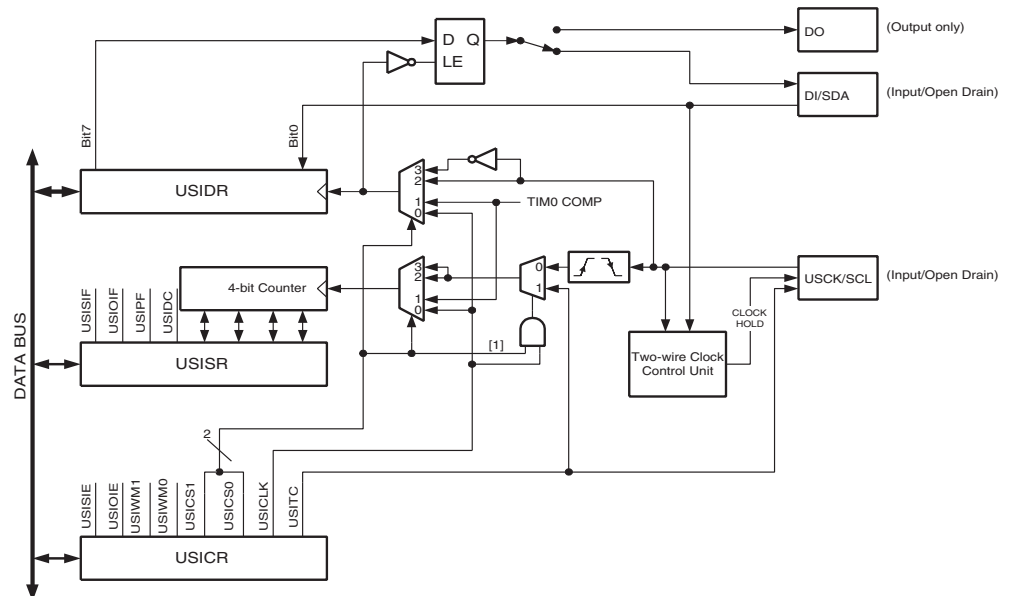 D Q
LE
DO
(Output only)
DI/SDA
(Input/Open Drain)
Bit7
Bit0
USIDR
3
2
1
0
TIM0 COMP
DATA BUS
4-bit Counter
USISIF
USIOIF
USIPF
USIDC
USISR
3
2
1
0
0
1
[1]
USCK/SCL
(Input/Open Drain)
CLOCK
HOLD
Two-wire Clock
Control Unit
2
USISIE
USIOIE
USIWM1
USIWM0
USICS1
USICS0
USICLK
USITC
USICR